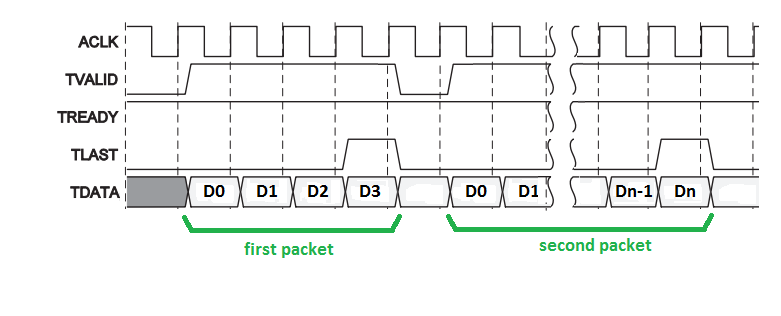 ACLK
TVALID
TREADY
TLAST
TDATA D0 D1 D2 D3 D0 D1 Dn-1 Dn
first packet second packet